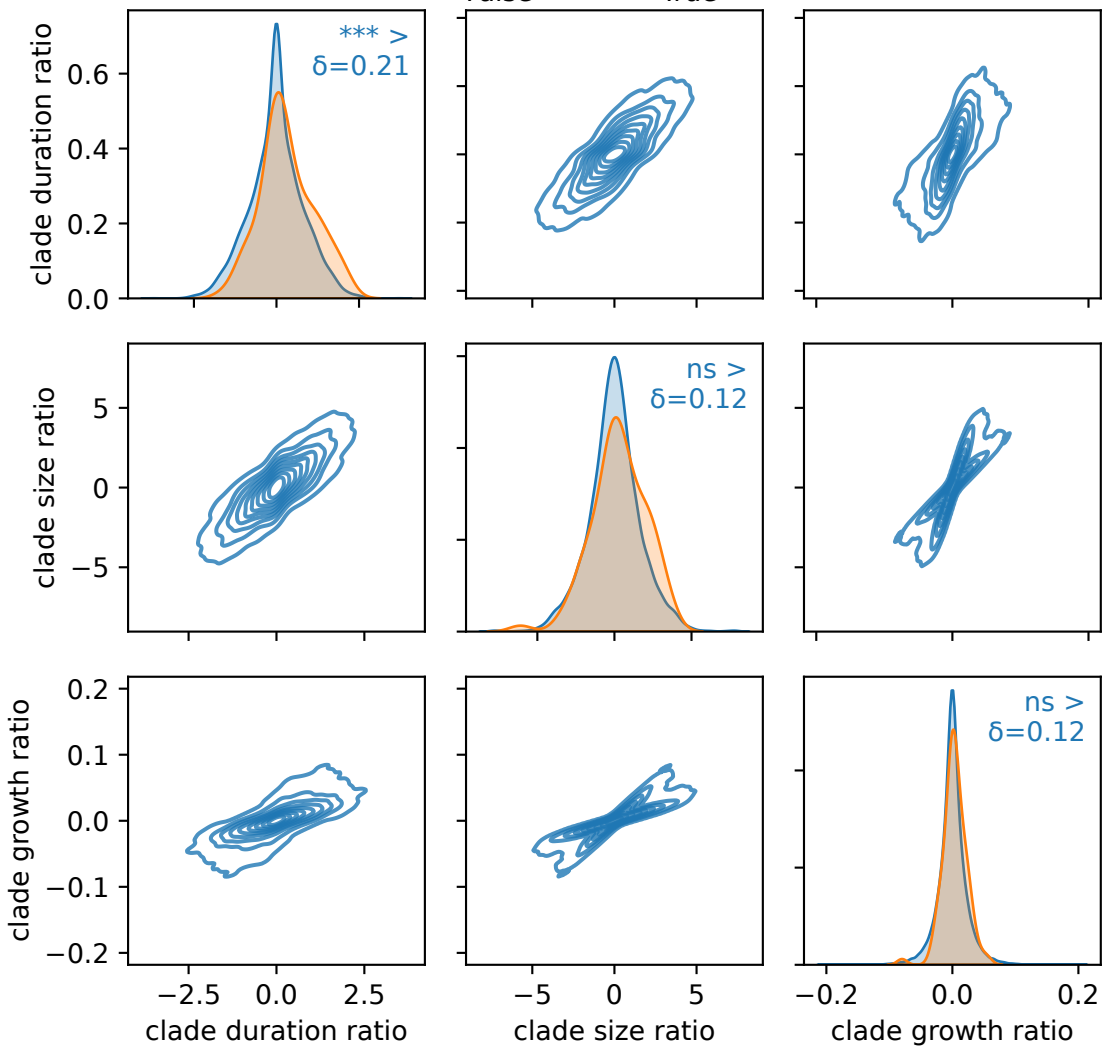 clade duration ratio
0.6
0.4
0.2
0.0
*** >
δ=0.21
clade size ratio
5
0
−5
ns >
δ=0.12
clade growth ratio
0.2
0.1
0.0
−0.1
−0.2
ns >
δ=0.12
−2.5
0.0
2.5
clade duration ratio
−5
0
5
clade size ratio
−0.2
0.0
0.2
clade growth ratio